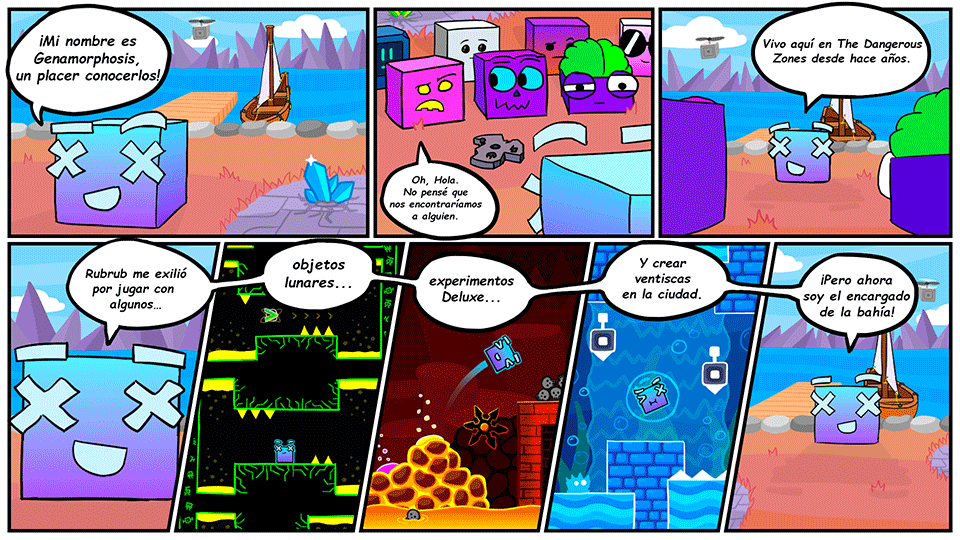 ¡Mi nombre es
Genamorphosis,
un placer conocerlos!
Oh, Hola.
No pensé que
nos encontraríamos
a alguien.
Vivo aquí en The Dangerous
Zones desde hace años.
Rubrub me exilió
por jugar con
algunos...
objetos
lunares...
experimentos
Deluxe...
Y crear
ventiscas
en la ciudad.
¡Pero ahora
soy el encargado
de la bahía!